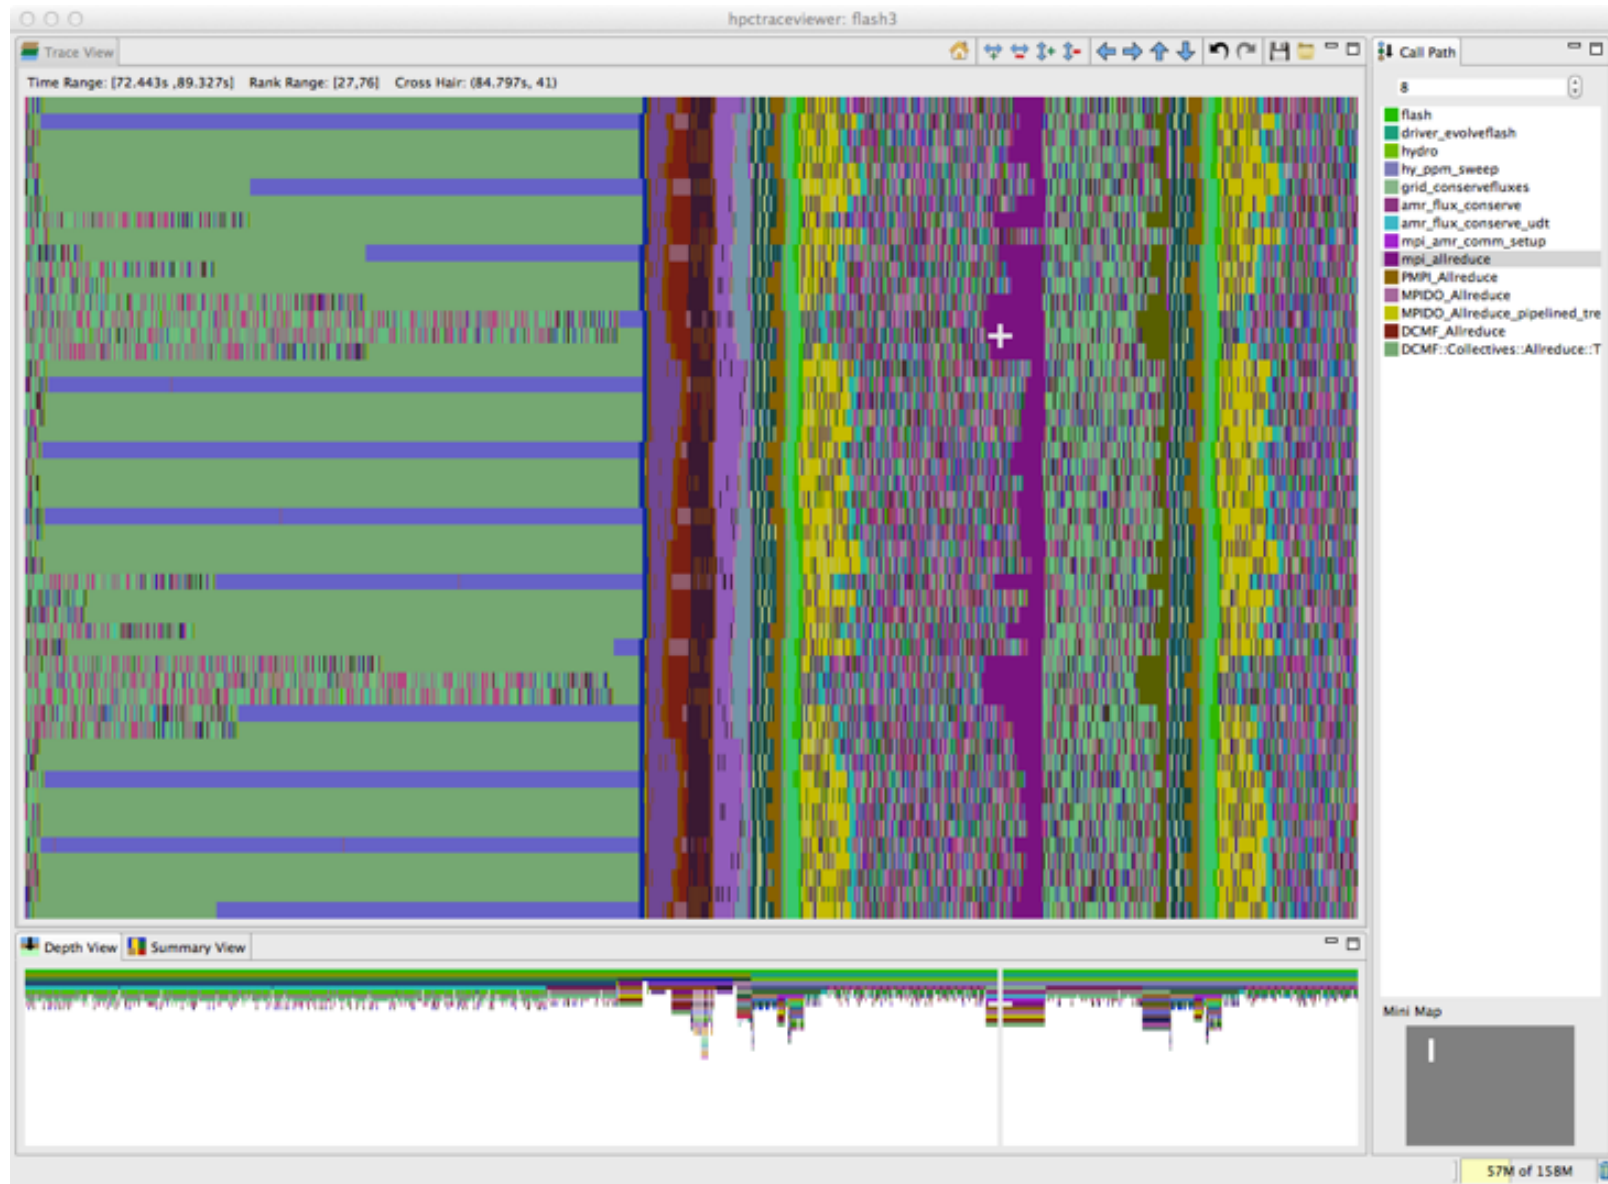 hpctraceviewer: flash3
Trace View
Time Range: [72.443s ,89.327s] Rank Range: [27,76] Cross Hair: (84.797s, 41)
Call Path
8
flash
driver_evolveflash
hydro
hy_ppm_sweep
grid_conservefluxes
amr_flux_conserve
amr_flux_conserve_udt
mpi_amr_comm_setup
mpi_allreduce
PMPI_Allreduce
MPIDO_Allreduce
MPIDO_Allreduce_pipelined_tre
DCMF_Allreduce
DCMF::Collectives::Allreduce::T
Depth View Summary View
Mini Map
57M of 158M